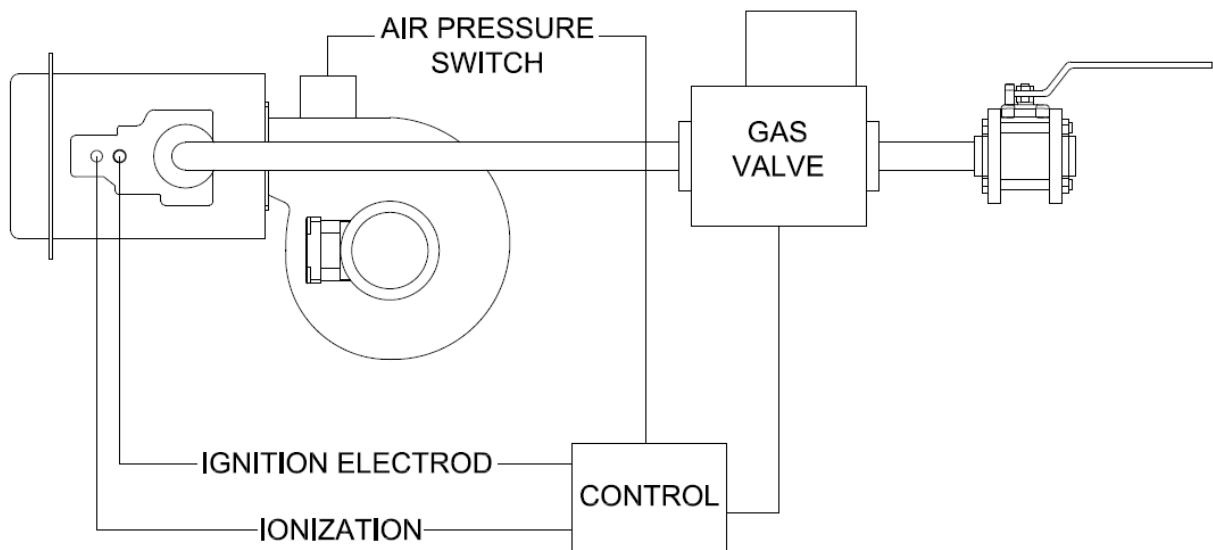 AIR PRESSURE
SWITCH
GAS
VALVE
IGNITION ELECTROD
CONTROL
IONIZATION